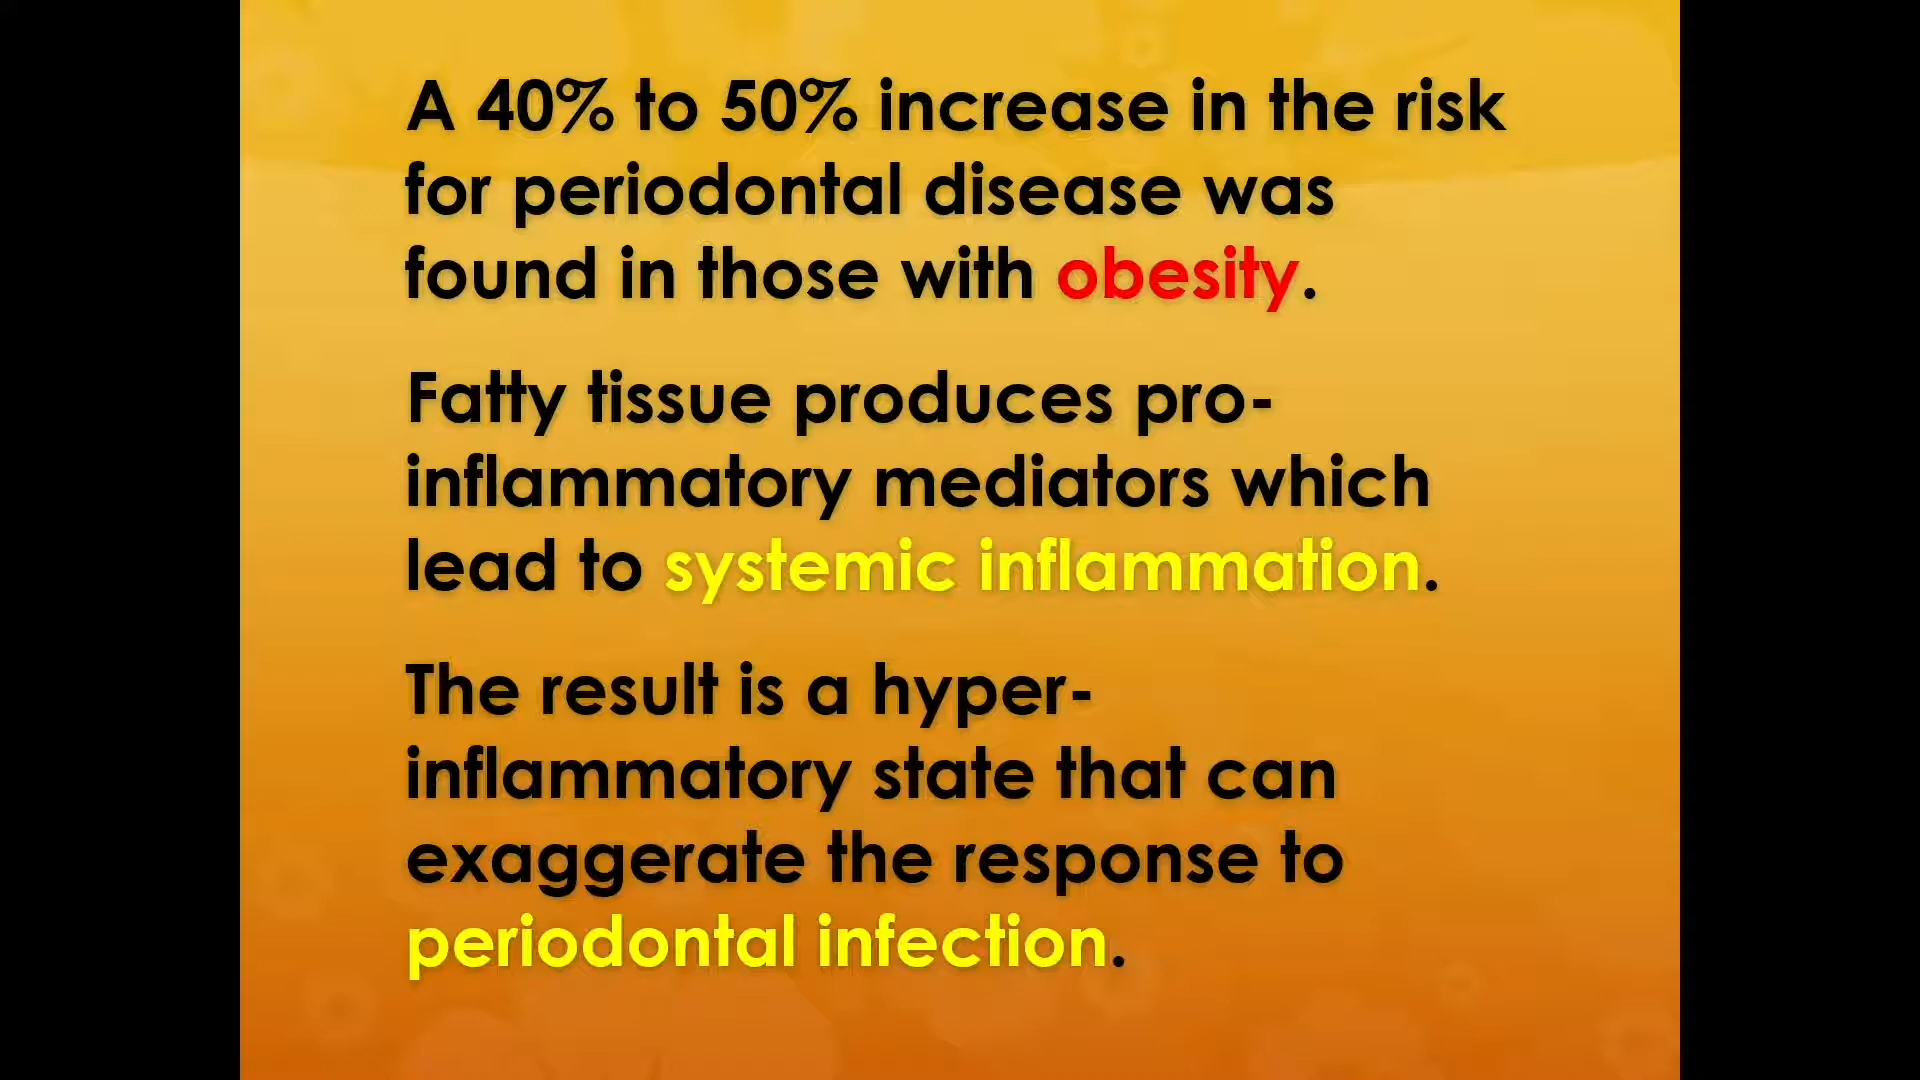 A 40% to 50% increase in the risk
for periodontal disease was
found in those with obesity.
Fatty tissue produces pro-
inflammatory mediators which
lead to systemic inflammation.
The result is a hyper-
inflammatory state that can
exaggerate the response to
periodontal infection.